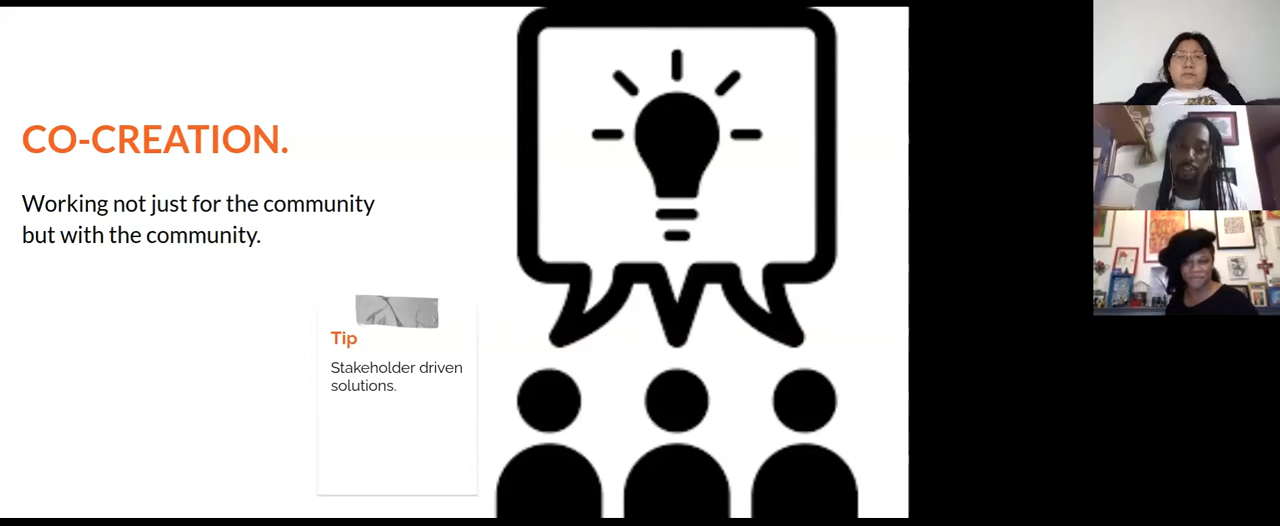 CO-CREATION.
Working not just for the community
but with the community.
Tip
Stakeholder driven
solutions.